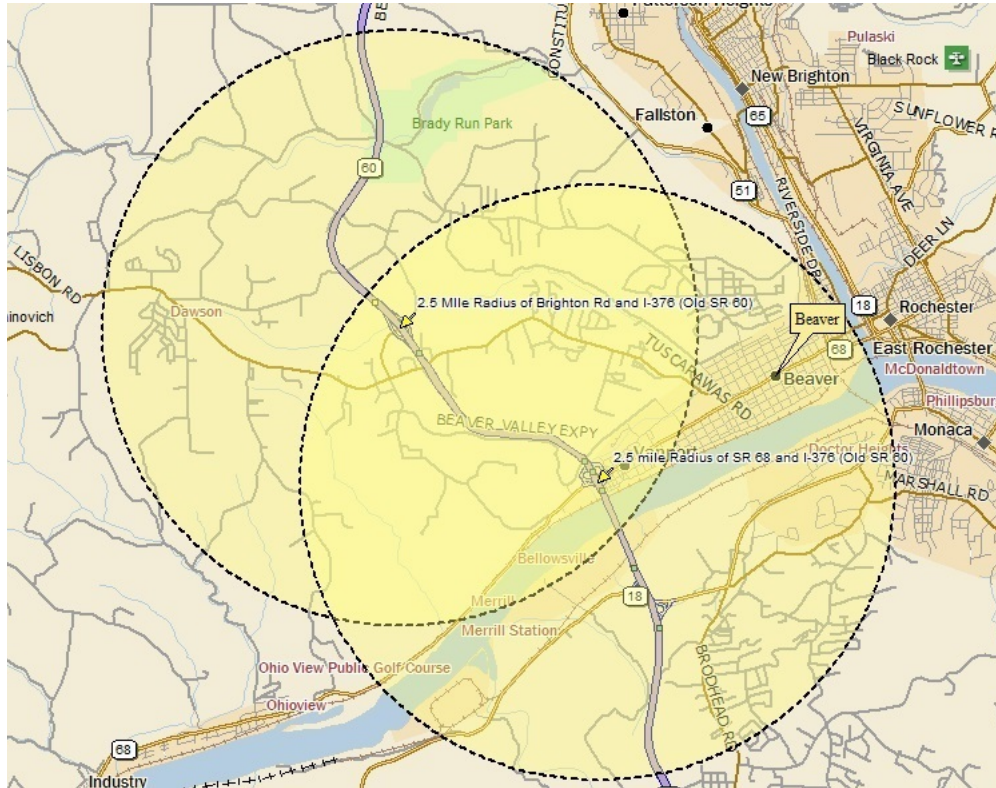 Patterson Heights
BE
CONSTITU
Pulaski
Black Rock
New Brighton
65
Fallston
SUNFLOWER R
VIRGINIA AVE
Brady Run Park
60
51
RIVERSIDE DR
DEER LN
LISBON RD
2.5 MIle Radius of Brighton Rd and I-376 (Old SR 60)
18
Rochester
ainovich
Dawson
Beaver
TUSCARAWAS RD
68
East Rochester
McDonaldtown
Beaver
Phillipsbur
BEAVER VALLEY EXPY
Monaca
Vanport
Doctor Heights
2.5 mile Radius of SR 68 and I-376 (Old SR 60)
MARSHALL RD
Bellowsville
Merrill
18
Merrill Station
BRODHEAD RD
Ohio View Public Golf Course
Ohioview
68
Industry